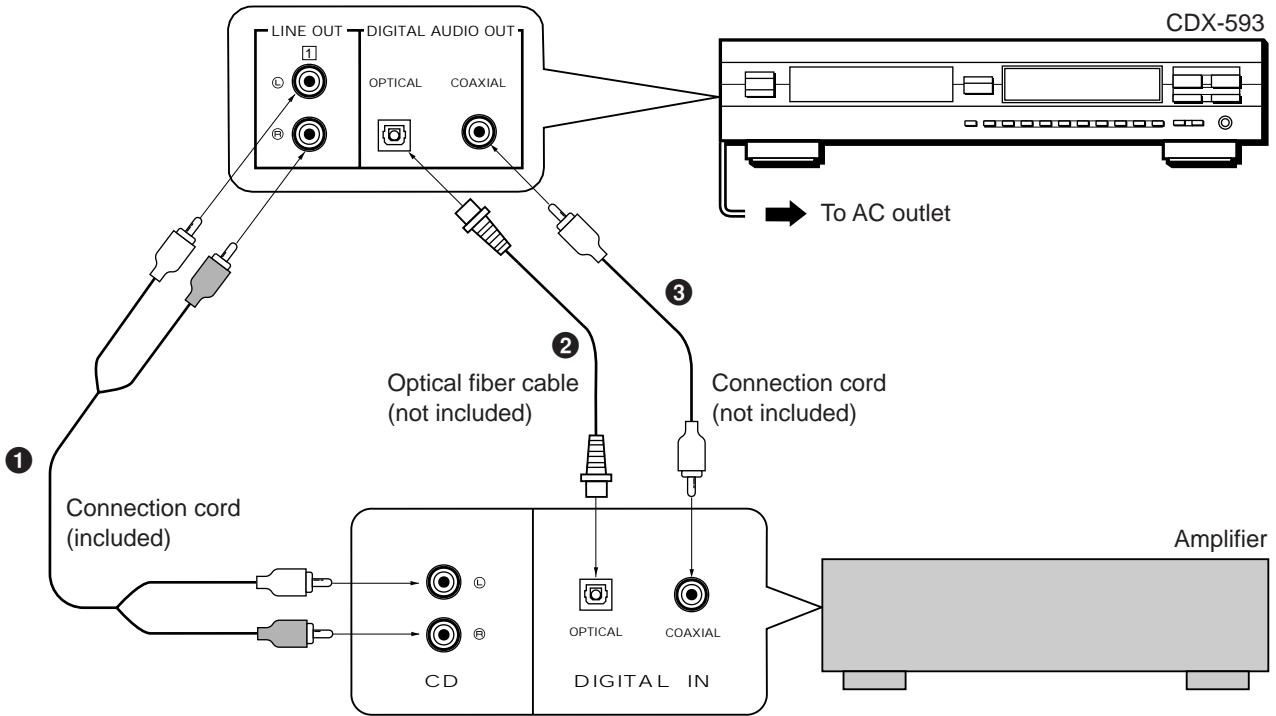 CDX-593
LINE OUT
DIGITAL AUDIO OUT
1
L
OPTICAL
COAXIAL
R
To AC outlet
3
2
Optical fiber cable
(not included)
Connection cord
(not included)
1
Connection cord
(included)
Amplifier
L
R
OPTICAL
COAXIAL
CD
DIGITAL IN